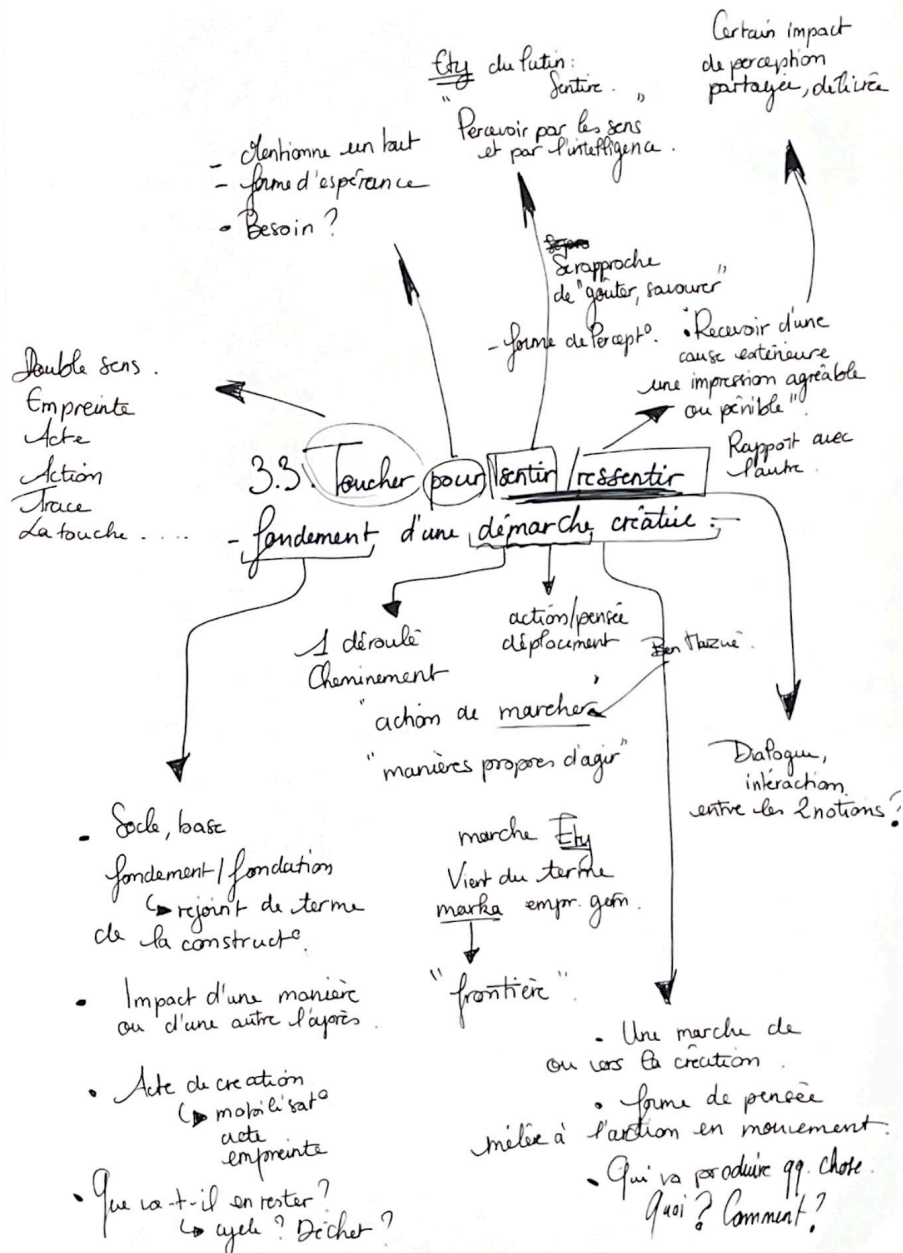 Certain impact
de perception
partagée, délivrée
Ety du latin :
Sentire.
"Percevoir par les sens
et par l'intelligence."
- Mentionne un but
- forme d'espérance
• Besoin ?
Se rapproche
de "goûter, savourer"
- forme de Percept°.
• "Recevoir d'une
cause extérieure
une impression agréable
ou pénible".
Rapport avec
l'autre.
Double sens.
Empreinte
Acte
Action
Trace
La touche ....
3.3. Toucher pour sentir / ressentir
- fondement d'une démarche créative -
1 déroulé
Cheminement
action/pensée
déplacement
Ben Mazué.
"action de marcher"
"manières propres d'agir"
Dialogue,
intéraction
entre les 2 notions ?
• Socle, base
fondement/fondation
↳ rejoint de terme
de la construct°.
marche Ety
Vient du terme
marka empr. germ.
"frontière".
• Impact d'une manière
ou d'une autre l'après.
• Acte de creation
↳ mobilisat°
acte
empreinte
• Que va-t-il en rester ?
↳ cycle ? Déchet ?
• Une marche de
ou vers la création.
• forme de pensée
mêlée à l'action en mouvement.
• Qui va produire qq. chose.
Quoi ? Comment ?